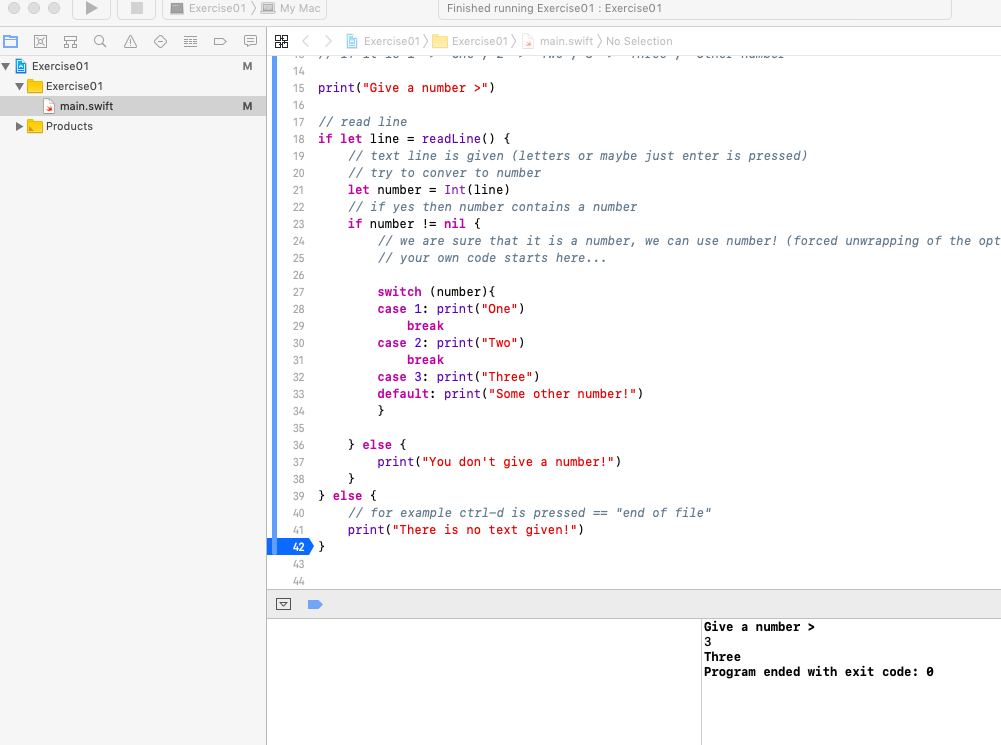 Exercise01 My Mac
Finished running Exercise01 : Exercise01
Exercise01 Exercise01 main.swift No Selection
Exercise01 M
Exercise01
main.swift M
Products
14
15 print("Give a number >")
16
17 // read line
18 if let line = readLine() {
19 // text line is given (letters or maybe just enter is pressed)
20 // try to conver to number
21 let number = Int(line)
22 // if yes then number contains a number
23 if number != nil {
24 // we are sure that it is a number, we can use number! (forced unwrapping of the opt
25 // your own code starts here...
26
27 switch (number){
28 case 1: print("One")
29 break
30 case 2: print("Two")
31 break
32 case 3: print("Three")
33 default: print("Some other number!")
34 }
35
36 } else {
37 print("You don't give a number!")
38 }
39 } else {
40 // for example ctrl-d is pressed == "end of file"
41 print("There is no text given!")
42 }
43
44
Give a number >
3
Three
Program ended with exit code: 0